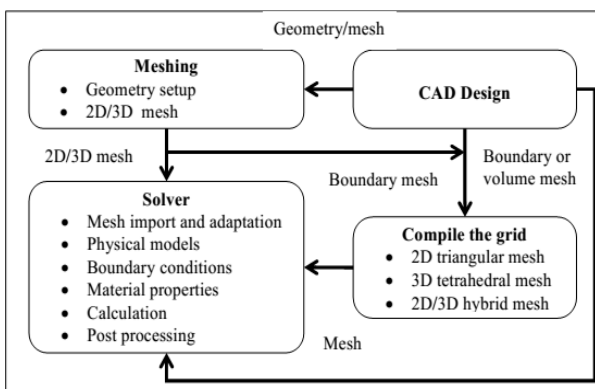 Geometry/mesh
Meshing
• Geometry setup
• 2D/3D mesh
CAD Design
2D/3D mesh
Boundary mesh
Boundary or
volume mesh
Solver
• Mesh import and adaptation
• Physical models
• Boundary conditions
• Material properties
• Calculation
• Post processing
Compile the grid
• 2D triangular mesh
• 3D tetrahedral mesh
• 2D/3D hybrid mesh
Mesh